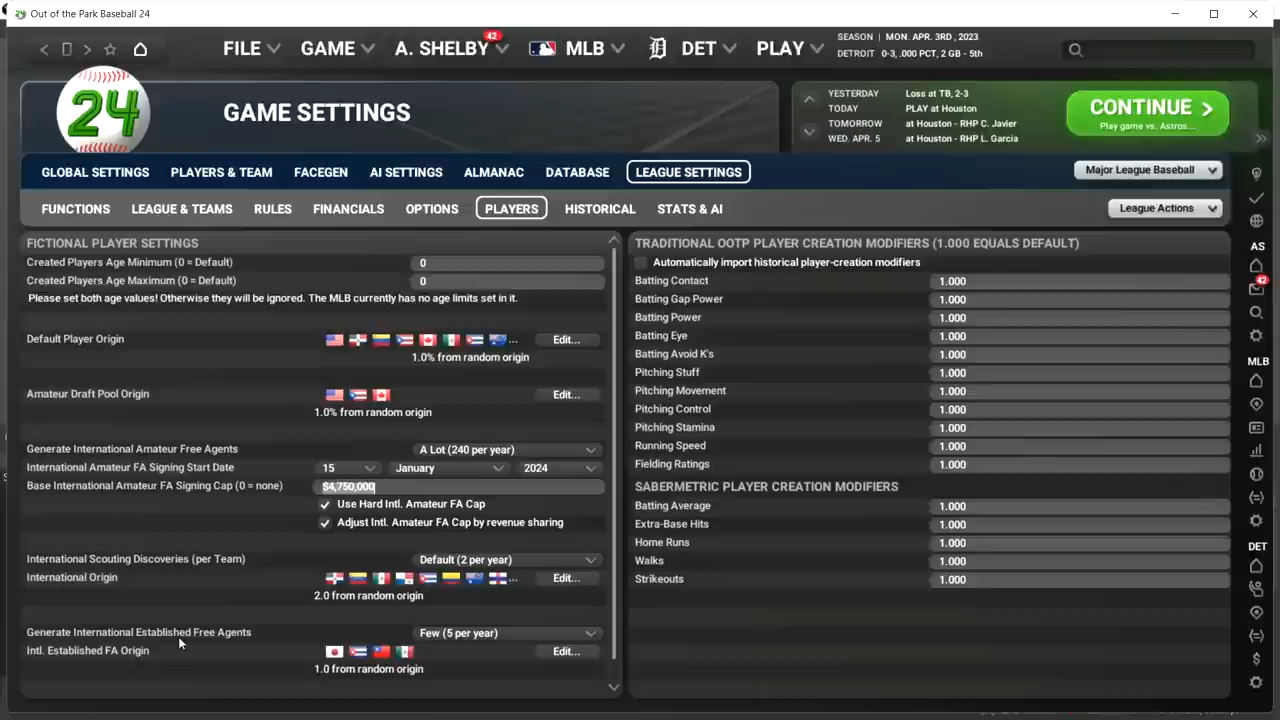 Out of the Park Baseball 24
FILE
GAME
A. SHELBY
42
MLB
DET
PLAY
SEASON | MON. APR. 3RD, 2023
DETROIT 0-3, .000 PCT, 2 GB - 5th
24
GAME SETTINGS
YESTERDAY Loss at TB, 2-3
TODAY PLAY at Houston
TOMORROW at Houston - RHP C. Javier
WED. APR. 5 at Houston - RHP L. Garcia
CONTINUE
Play game vs. Astros...
GLOBAL SETTINGS
PLAYERS & TEAM
FACEGEN
AI SETTINGS
ALMANAC
DATABASE
LEAGUE SETTINGS
Major League Baseball
FUNCTIONS
LEAGUE & TEAMS
RULES
FINANCIALS
OPTIONS
PLAYERS
HISTORICAL
STATS & AI
League Actions
FICTIONAL PLAYER SETTINGS
Created Players Age Minimum (0 = Default) 0
Created Players Age Maximum (0 = Default) 0
Please set both age values! Otherwise they will be ignored. The MLB currently has no age limits set in it.
Default Player Origin ... Edit...
1.0% from random origin
Amateur Draft Pool Origin Edit...
1.0% from random origin
Generate International Amateur Free Agents A Lot (240 per year)
International Amateur FA Signing Start Date 15 January 2024
Base International Amateur FA Signing Cap (0 = none) $4,750,000
Use Hard Intl. Amateur FA Cap
Adjust Intl. Amateur FA Cap by revenue sharing
International Scouting Discoveries (per Team) Default (2 per year)
International Origin ... Edit...
2.0 from random origin
Generate International Established Free Agents Few (5 per year)
Intl. Established FA Origin Edit...
1.0 from random origin
TRADITIONAL OOTP PLAYER CREATION MODIFIERS (1.000 EQUALS DEFAULT)
Automatically import historical player-creation modifiers
Batting Contact 1.000
Batting Gap Power 1.000
Batting Power 1.000
Batting Eye 1.000
Batting Avoid K's 1.000
Pitching Stuff 1.000
Pitching Movement 1.000
Pitching Control 1.000
Pitching Stamina 1.000
Running Speed 1.000
Fielding Ratings 1.000
SABERMETRIC PLAYER CREATION MODIFIERS
Batting Average 1.000
Extra-Base Hits 1.000
Home Runs 1.000
Walks 1.000
Strikeouts 1.000
AS
42
MLB
DET